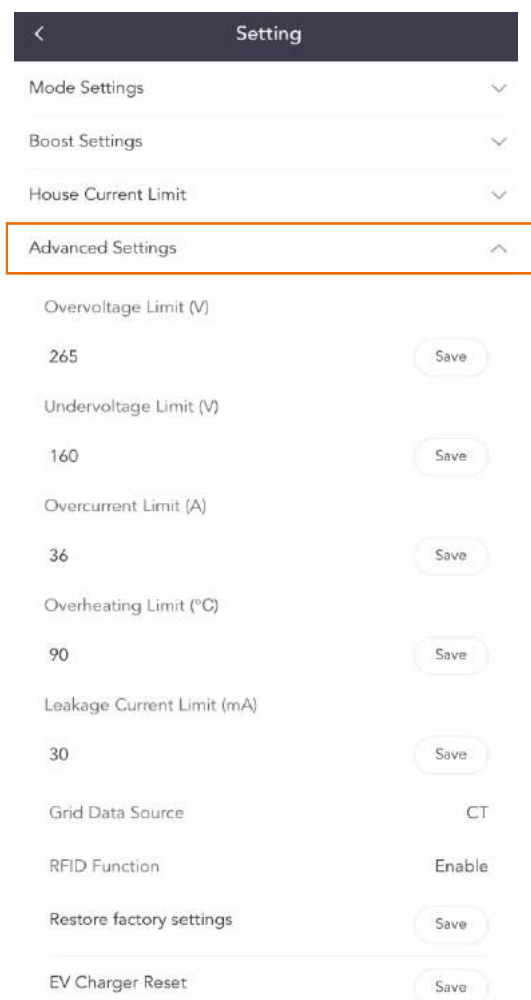 Setting
Mode Settings
Boost Settings
House Current Limit
Advanced Settings
Overvoltage Limit (V)
265 Save
Undervoltage Limit (V)
160 Save
Overcurrent Limit (A)
36 Save
Overheating Limit (°C)
90 Save
Leakage Current Limit (mA)
30 Save
Grid Data Source CT
RFID Function Enable
Restore factory settings Save
EV Charger Reset Save